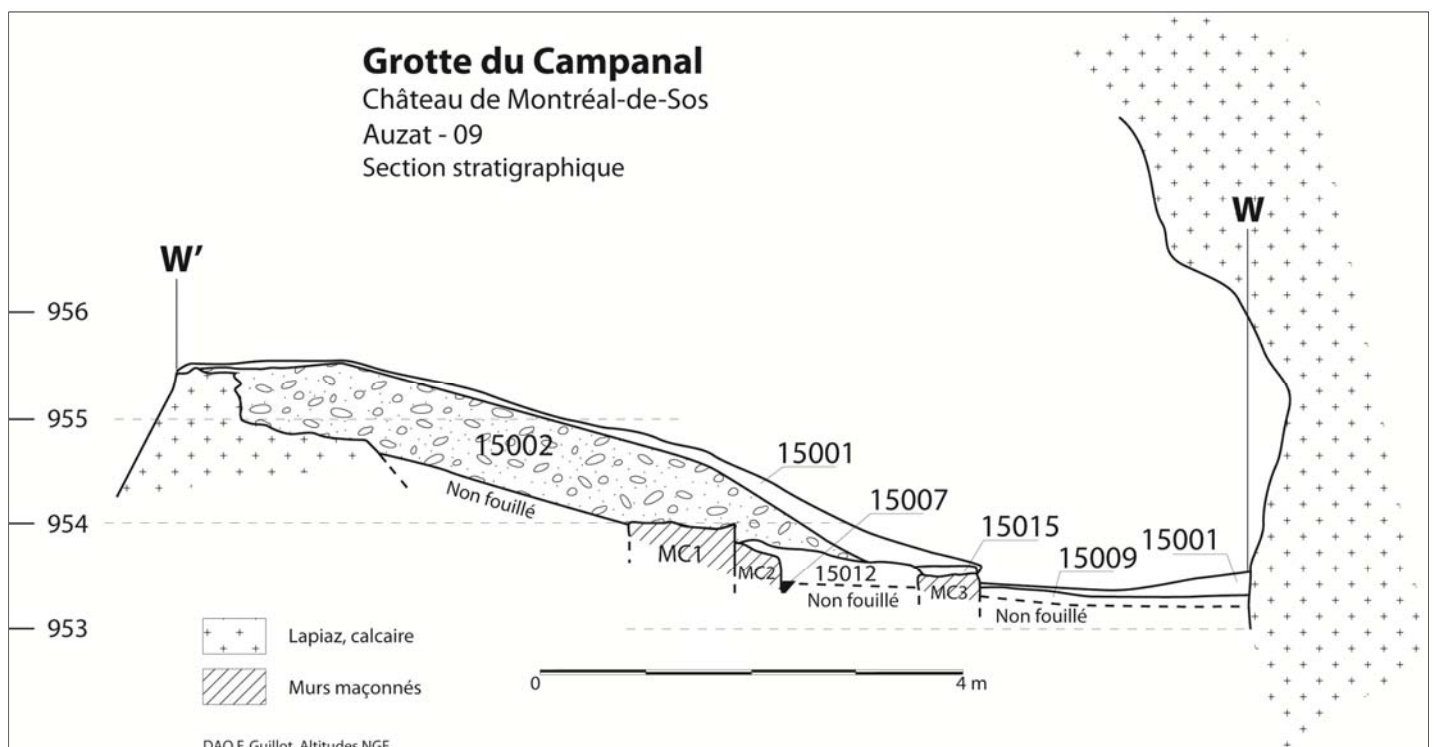 Grotte du Campanal
Château de Montréal-de-Sos
Auzat - 09
Section stratigraphique
W
W'
956
955
15002
15001
Non fouillé
15007
954
15015
15001
MC1
15009
MC2
15012
MC3
Non fouillé
Non fouillé
953
Lapiaz, calcaire
Murs maçonnés
0
4 m
DAO F. Guillot, Altitudes NGF